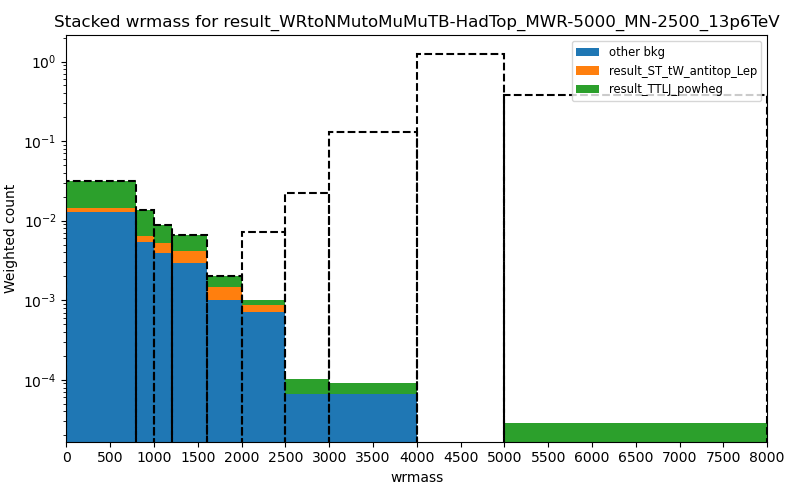 Stacked wrmass for result_WRtoNMutoMuMuTB-HadTop_MWR-5000_MN-2500_13p6TeV
other bkg
result_ST_tW_antitop_Lep
result_TTLJ_powheg
Weighted count
10^0
10^-1
10^-2
10^-3
10^-4
0 500 1000 1500 2000 2500 3000 3500 4000 4500 5000 5500 6000 6500 7000 7500 8000
wrmass